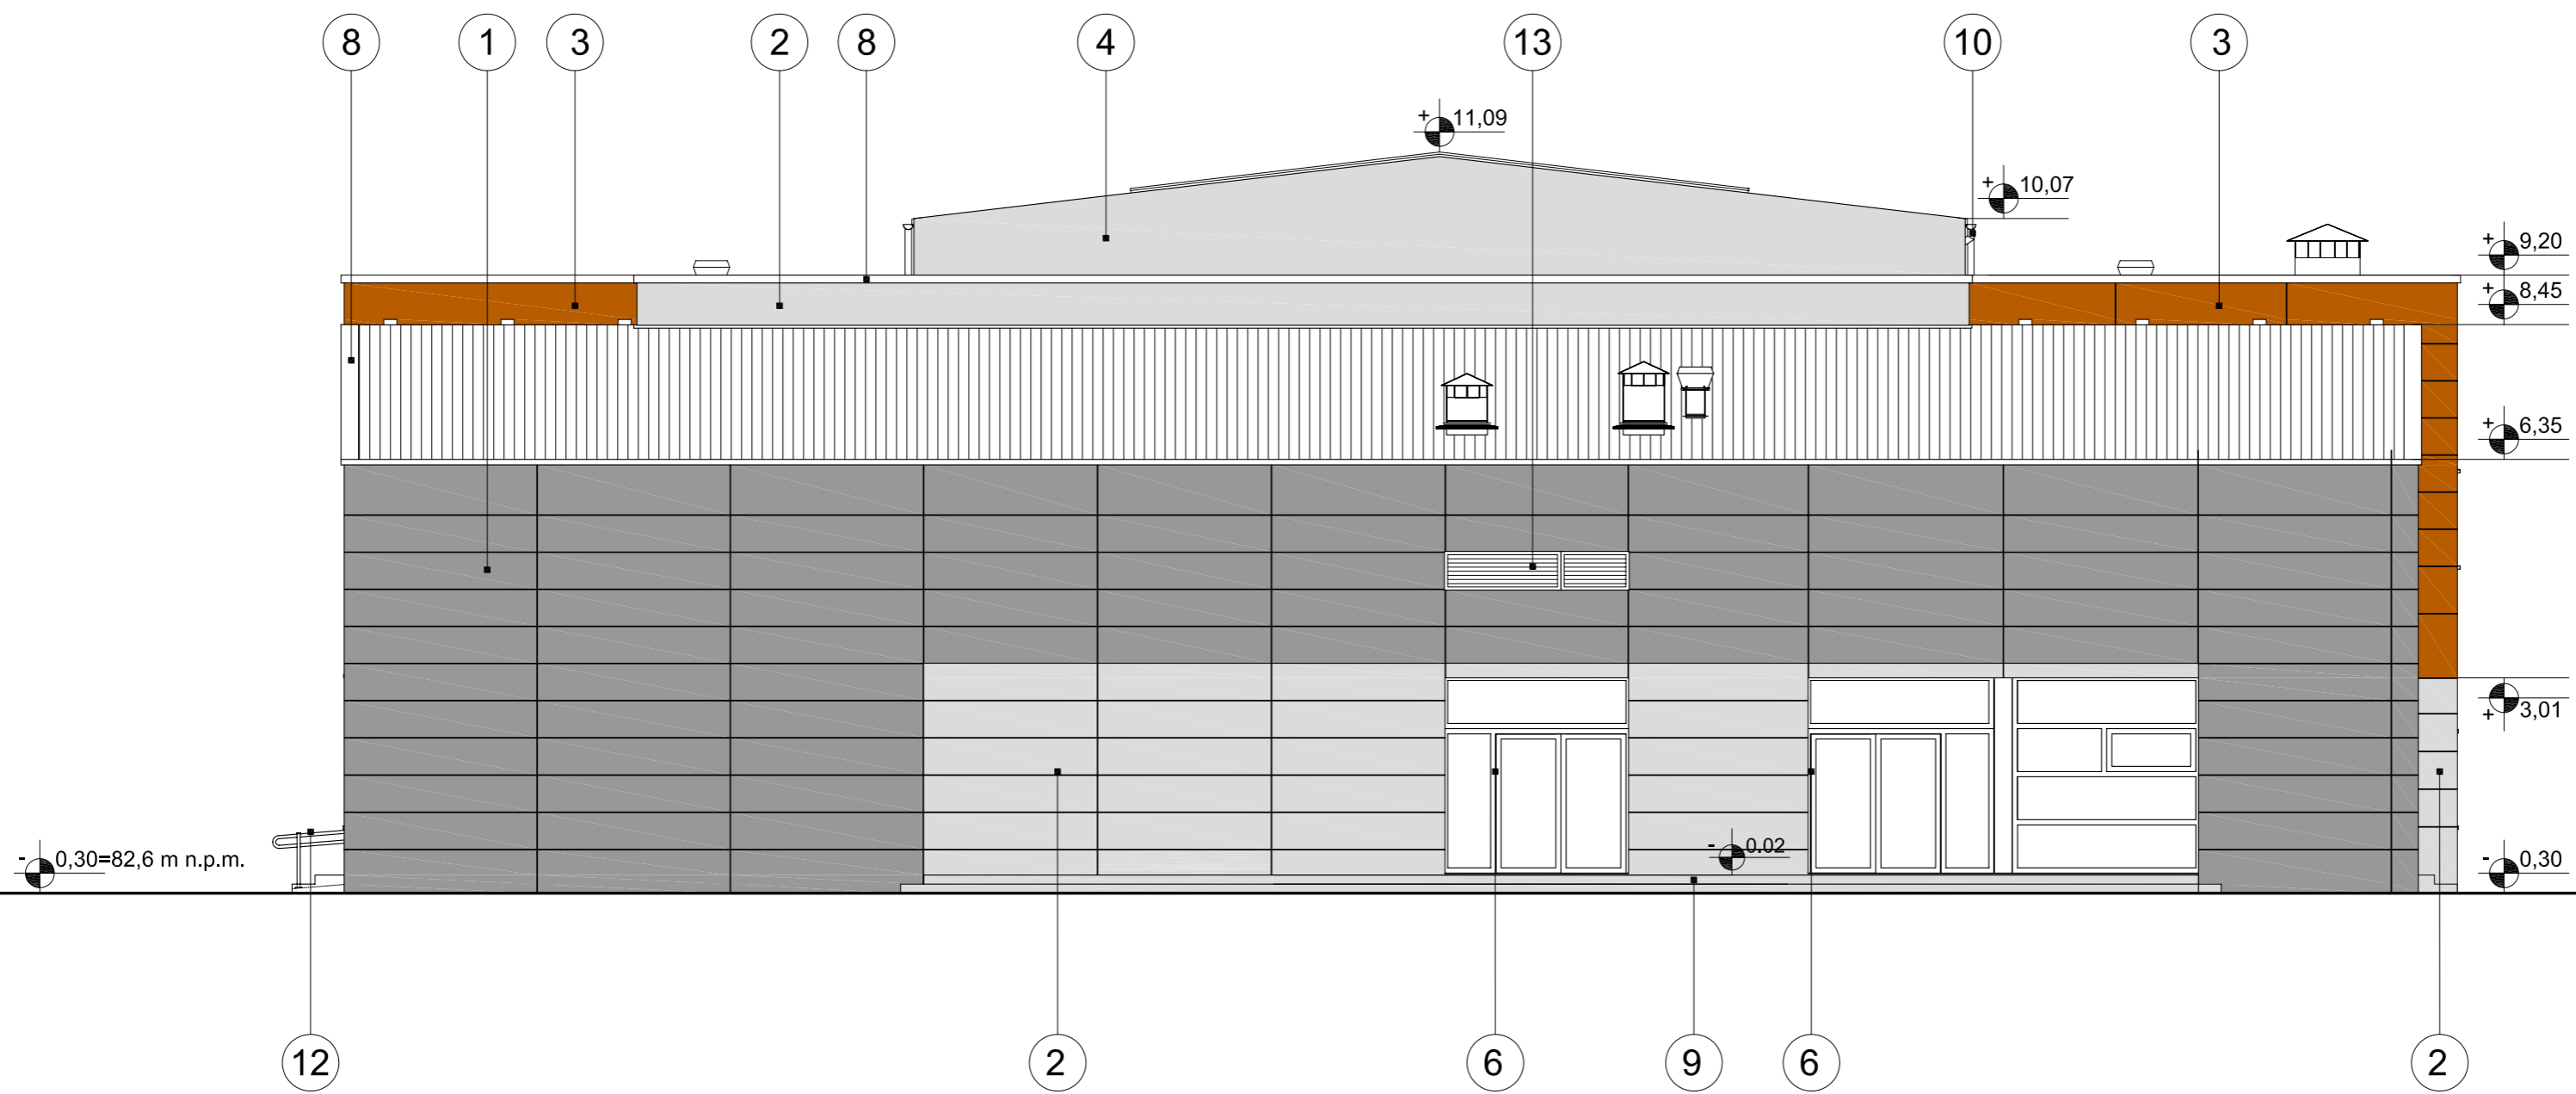 8 1 3 2 8 4 13 10 3
+ 11,09
+ 10,07
+ 9,20
+ 8,45
+ 6,35
+ 3,01
- 0,30=82,6 m n.p.m.
- 0.02
- 0,30
12 2 6 9 6 2